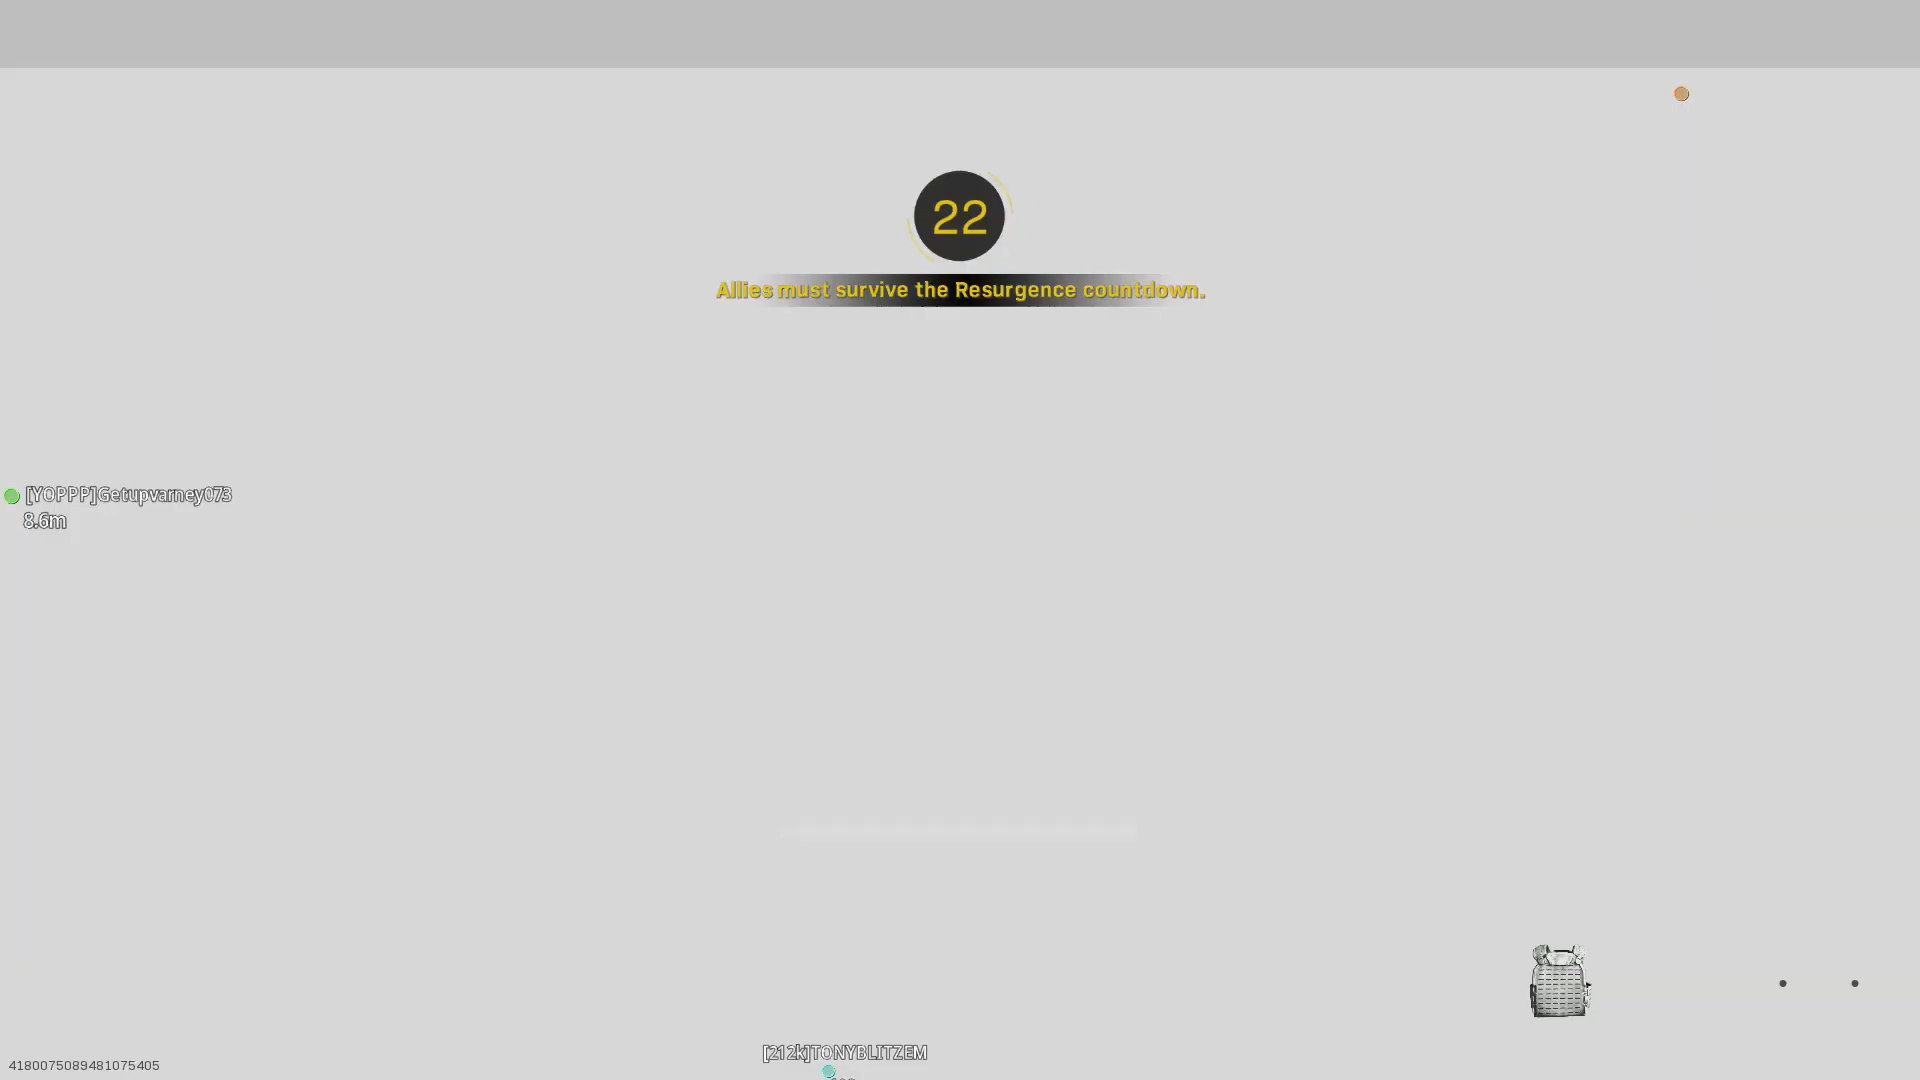 22
Allies must survive the Resurgence countdown.
[YOPPP]Getupvarney073
8.6m
[212k]TONYBLITZEM
4180075089481075405